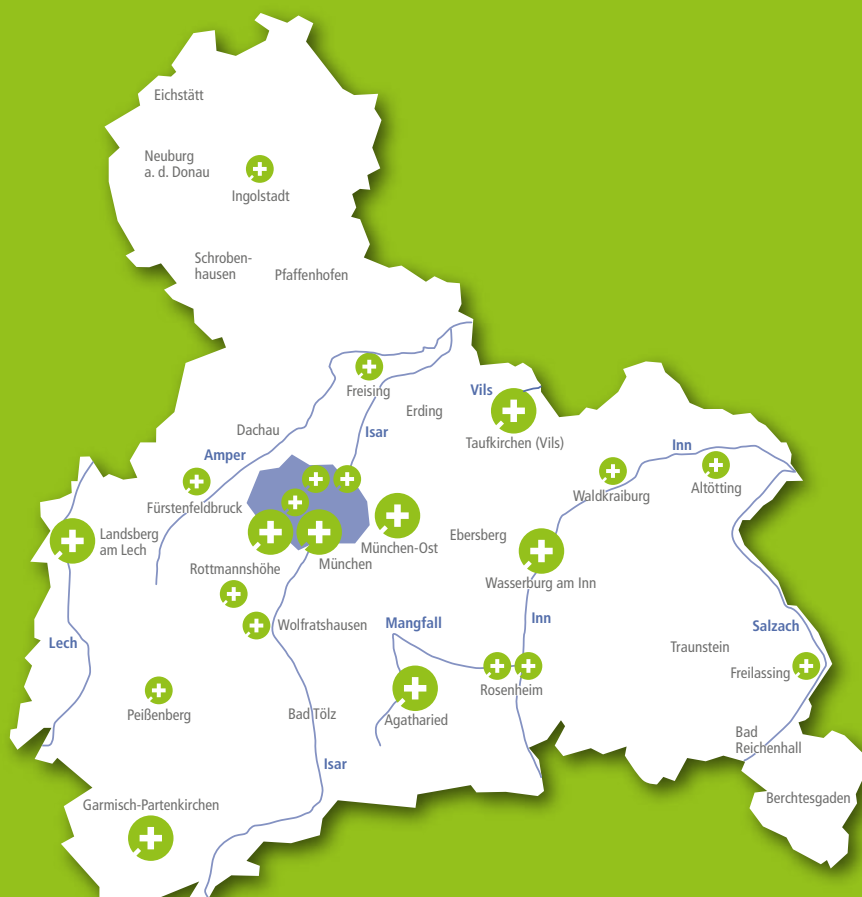 Eichstätt
Neuburg
a. d. Donau
Ingolstadt
Schroben-
hausen
Pfaffenhofen
Freising
Vils
Erding
Dachau
Isar
Taufkirchen (Vils)
Amper
Inn
Waldkraiburg
Altötting
Fürstenfeldbruck
Landsberg
am Lech
Ebersberg
München-Ost
München
Rottmannshöhe
Wasserburg am Inn
Wolfratshausen
Mangfall
Inn
Salzach
Lech
Traunstein
Freilassing
Rosenheim
Peißenberg
Bad Tölz
Agatharied
Bad
Reichenhall
Isar
Berchtesgaden
Garmisch-Partenkirchen